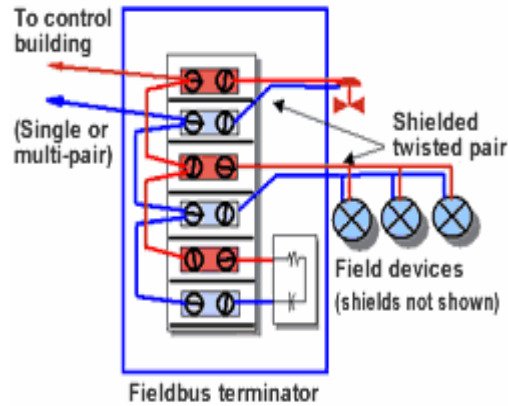 To control
building
(Single or
multi-pair)
Shielded
twisted pair
Field devices
(shields not shown)
Fieldbus terminator